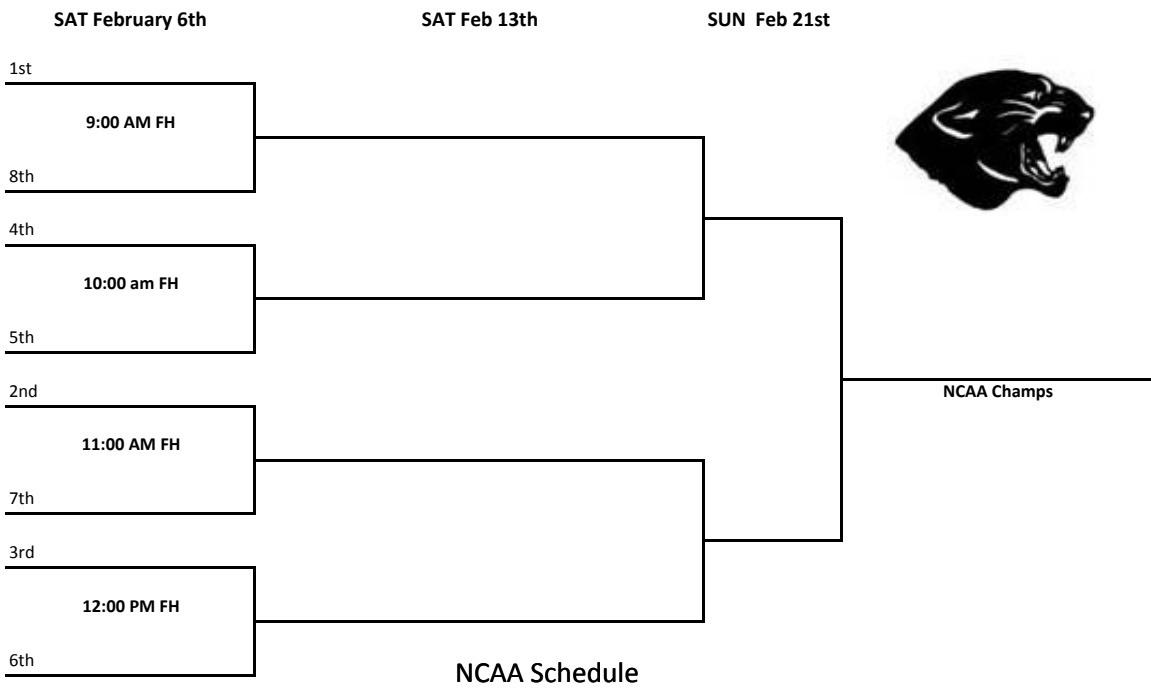 SAT February 6th
SAT Feb 13th
SUN  Feb 21st
1st
9:00 AM FH
8th
4th
10:00 am FH
5th
2nd
NCAA Champs
11:00 AM FH
7th
3rd
12:00 PM FH
6th
NCAA Schedule